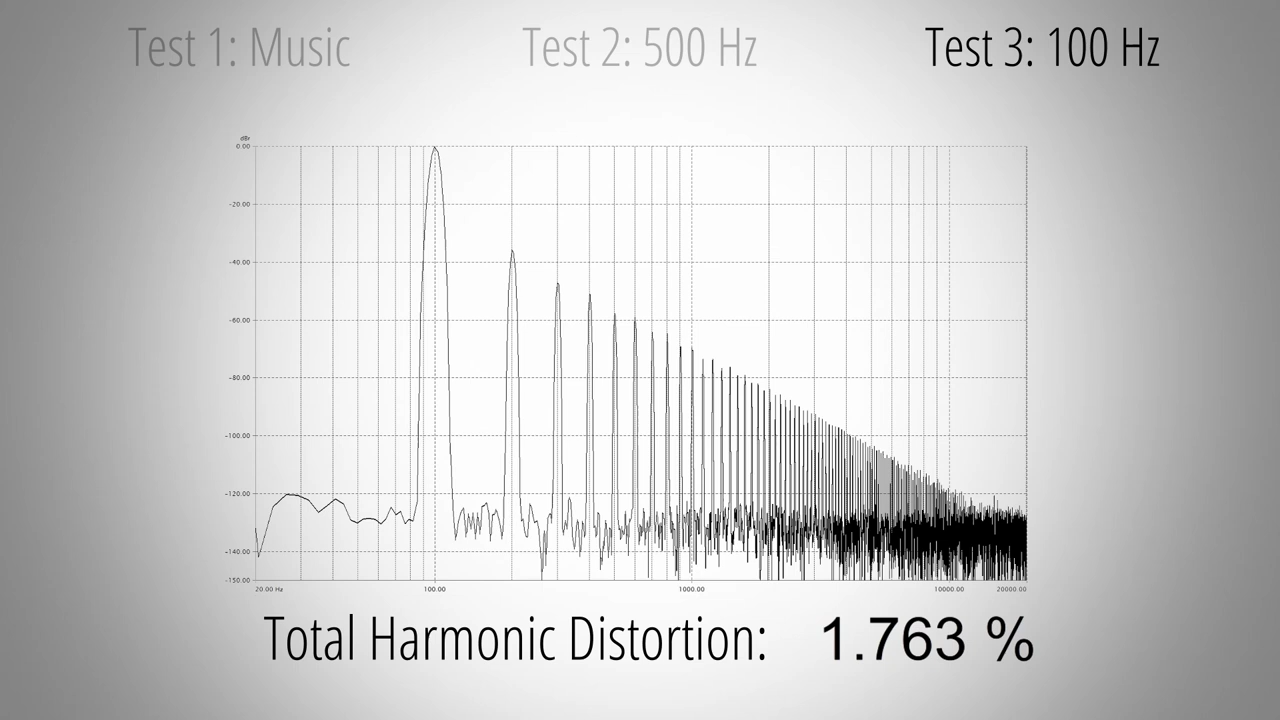 Test 1: Music
Test 2: 500 Hz
Test 3: 100 Hz
dBr
0.00
-20.00
-40.00
-60.00
-80.00
-100.00
-120.00
-140.00
-150.00
20.00 Hz
100.00
1000.00
10000.00
20000.00
Total Harmonic Distortion: 1.763 %